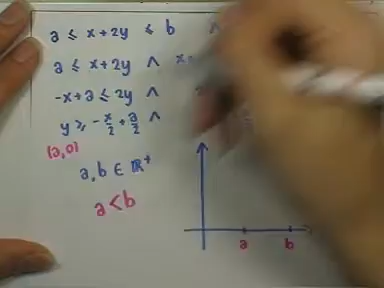 a ≤ x+2y ≤ b
a ≤ x+2y ∧
-x+a ≤ 2y ∧
y ≥ -x/2 + a/2 ∧
(a,0)
a,b ∈ ℝ⁺
a < b
a b